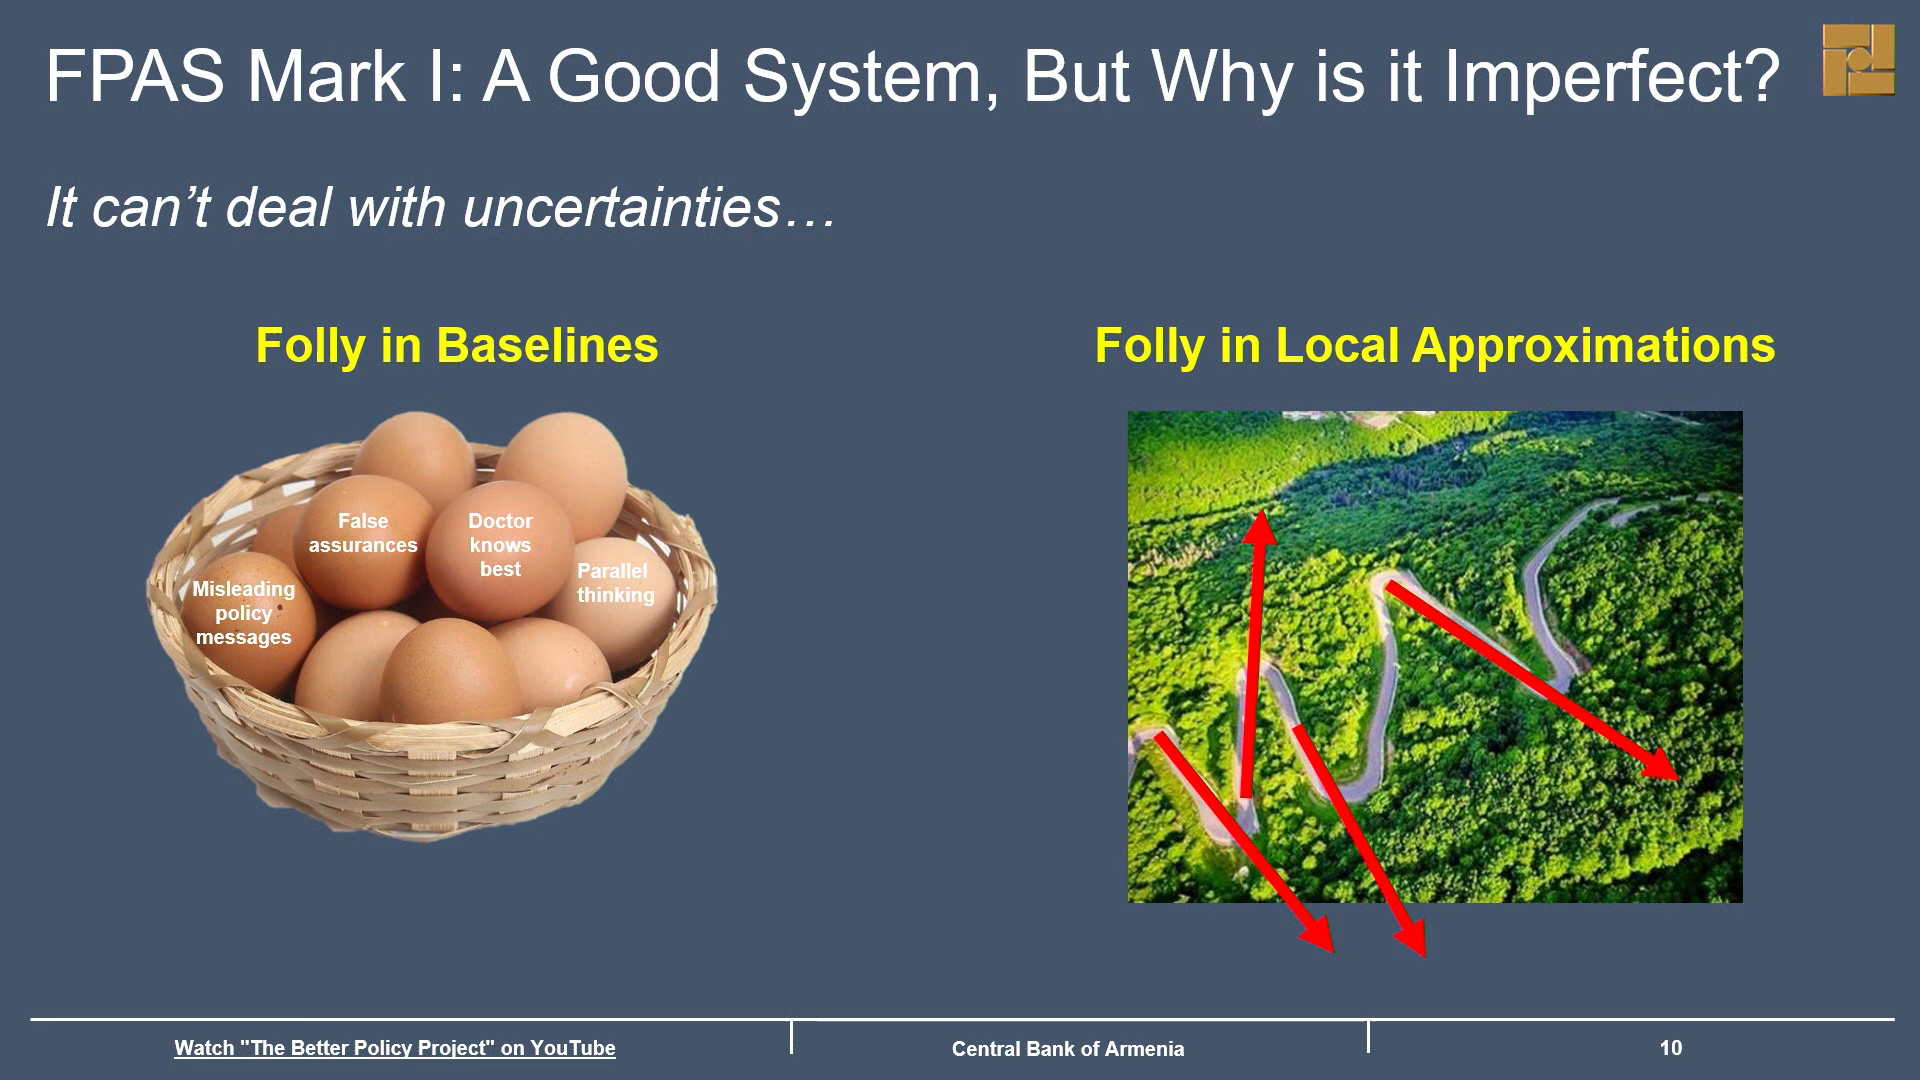 FPAS Mark I: A Good System, But Why is it Imperfect?
It can’t deal with uncertainties…
Folly in Baselines
False
assurances
Doctor
knows
best
Parallel
thinking
Misleading
policy
messages
Folly in Local Approximations
Watch "The Better Policy Project" on YouTube
Central Bank of Armenia
10